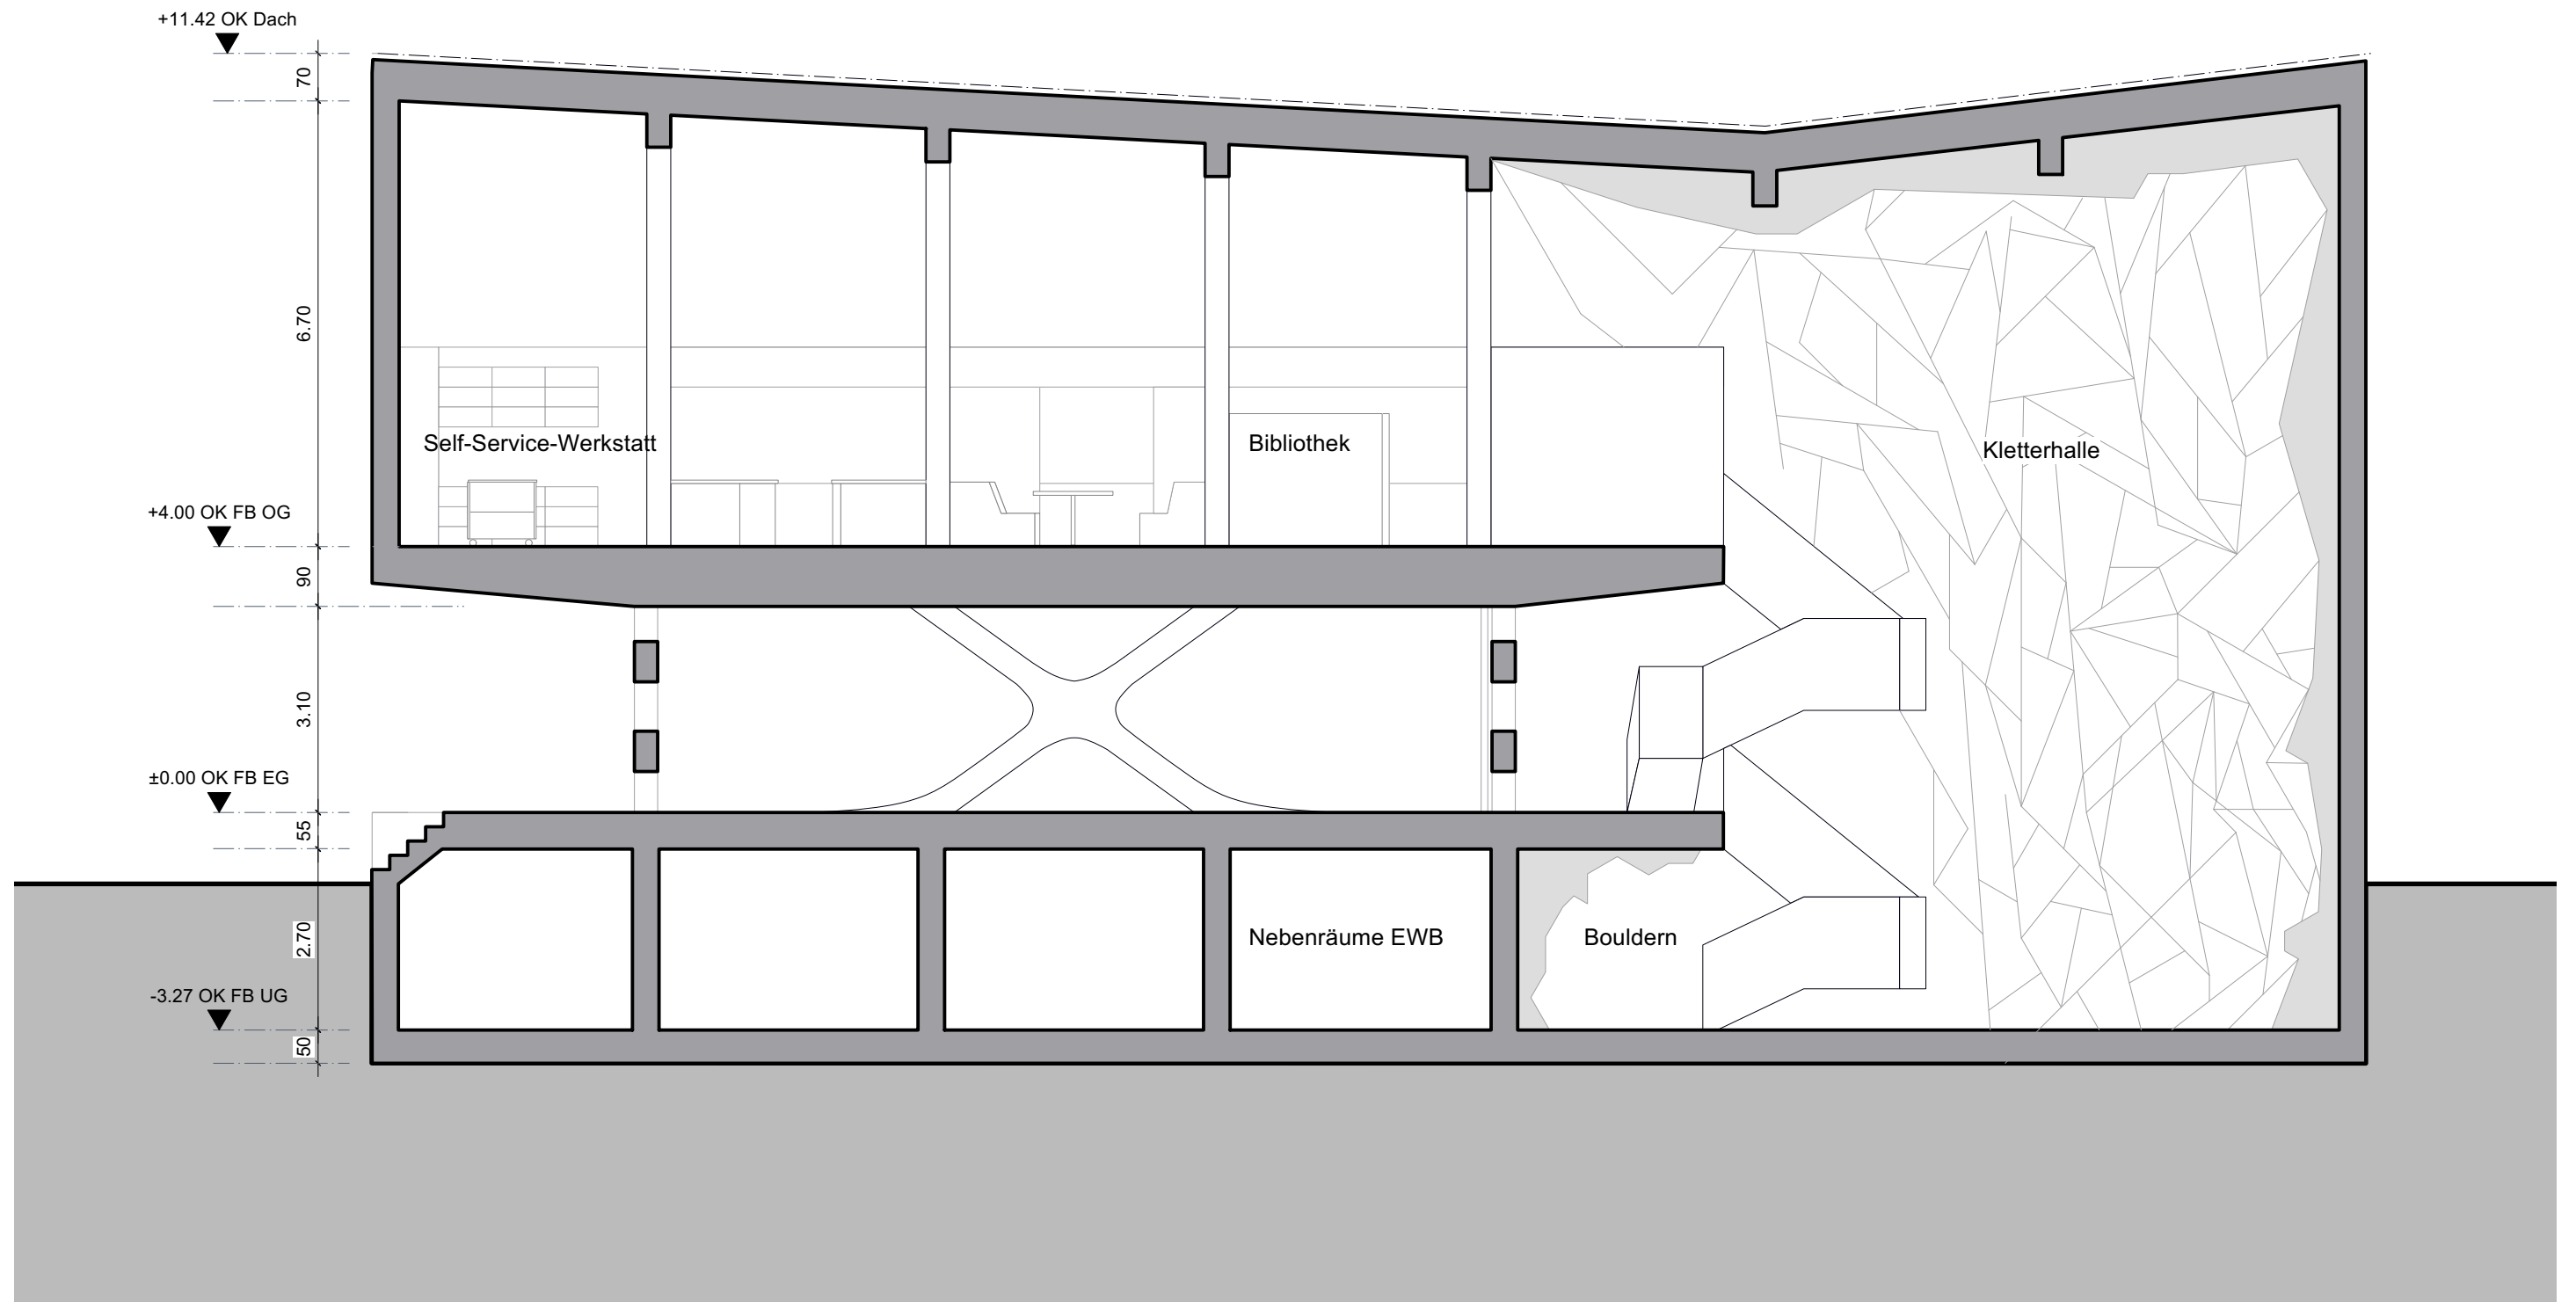 +11.42 OK Dach
70
6.70
Self-Service-Werkstatt
Bibliothek
Kletterhalle
+4.00 OK FB OG
90
3.10
±0.00 OK FB EG
55
2.70
Nebenräume EWB
Bouldern
-3.27 OK FB UG
50